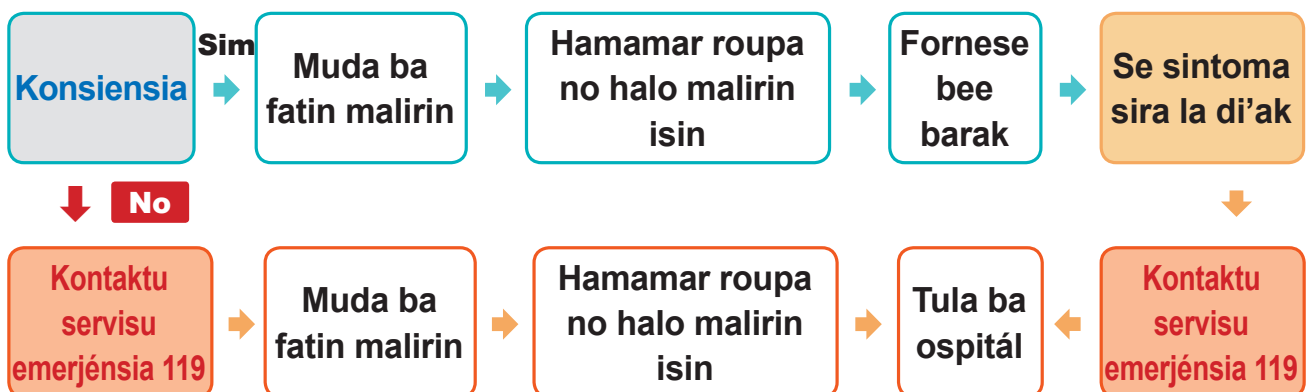 Konsiensia
Sim
Muda ba
fatin malirin
Hamamar roupa
no halo malirin
isin
Fornese
bee
barak
Se sintoma
sira la di’ak
No
Kontaktu
servisu
emerjénsia 119
Muda ba
fatin malirin
Hamamar roupa
no halo malirin
isin
Tula ba
ospitál
Kontaktu
servisu
emerjénsia 119